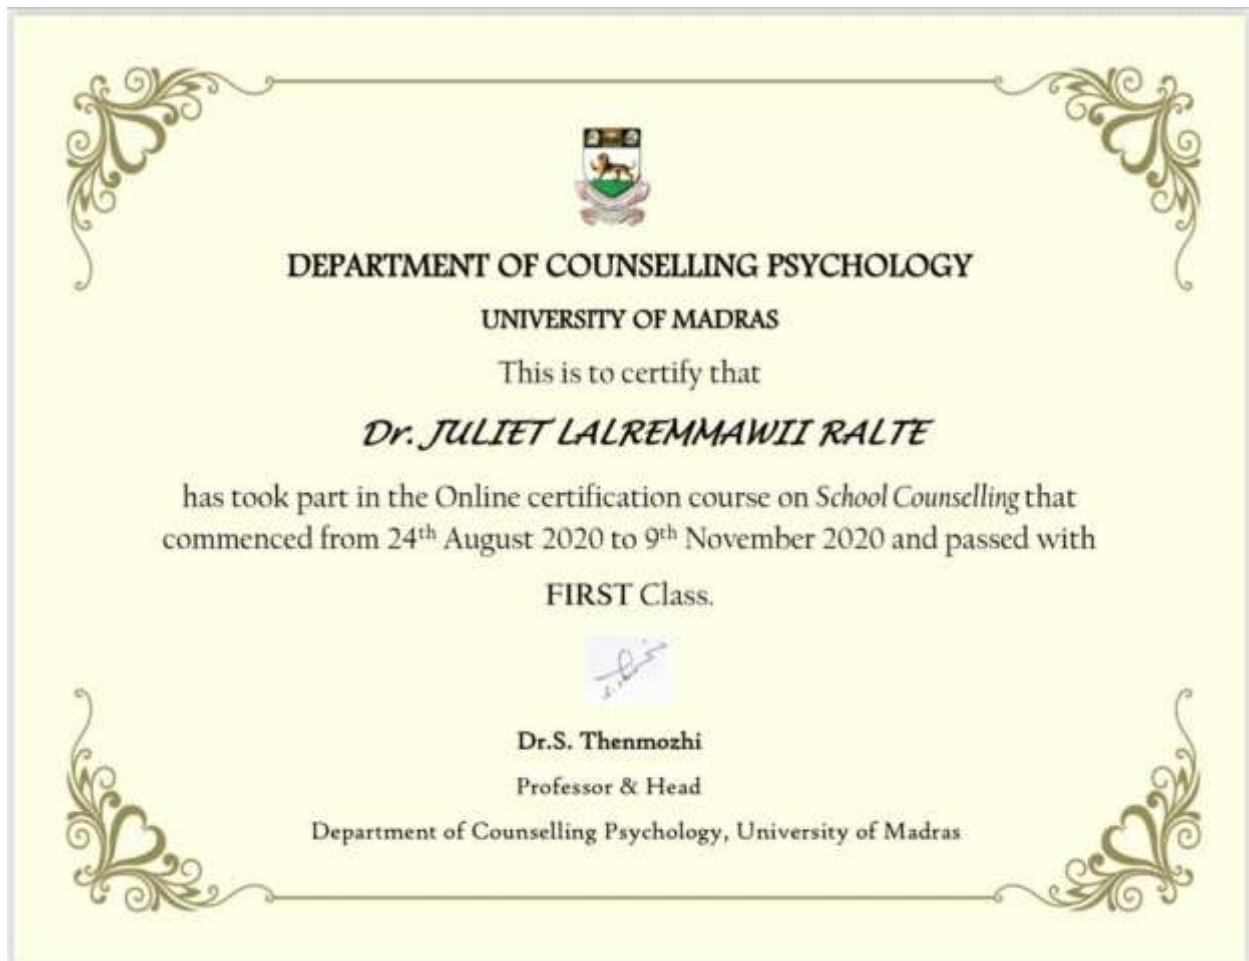 DEPARTMENT OF COUNSELLING PSYCHOLOGY
UNIVERSITY OF MADRAS
This is to certify that
Dr. JULIET LALREMMAWII RALTE
has took part in the Online certification course on School Counselling that
commenced from 24th August 2020 to 9th November 2020 and passed with
FIRST Class.
Dr.S. Thenmozhi
Professor & Head
Department of Counselling Psychology, University of Madras